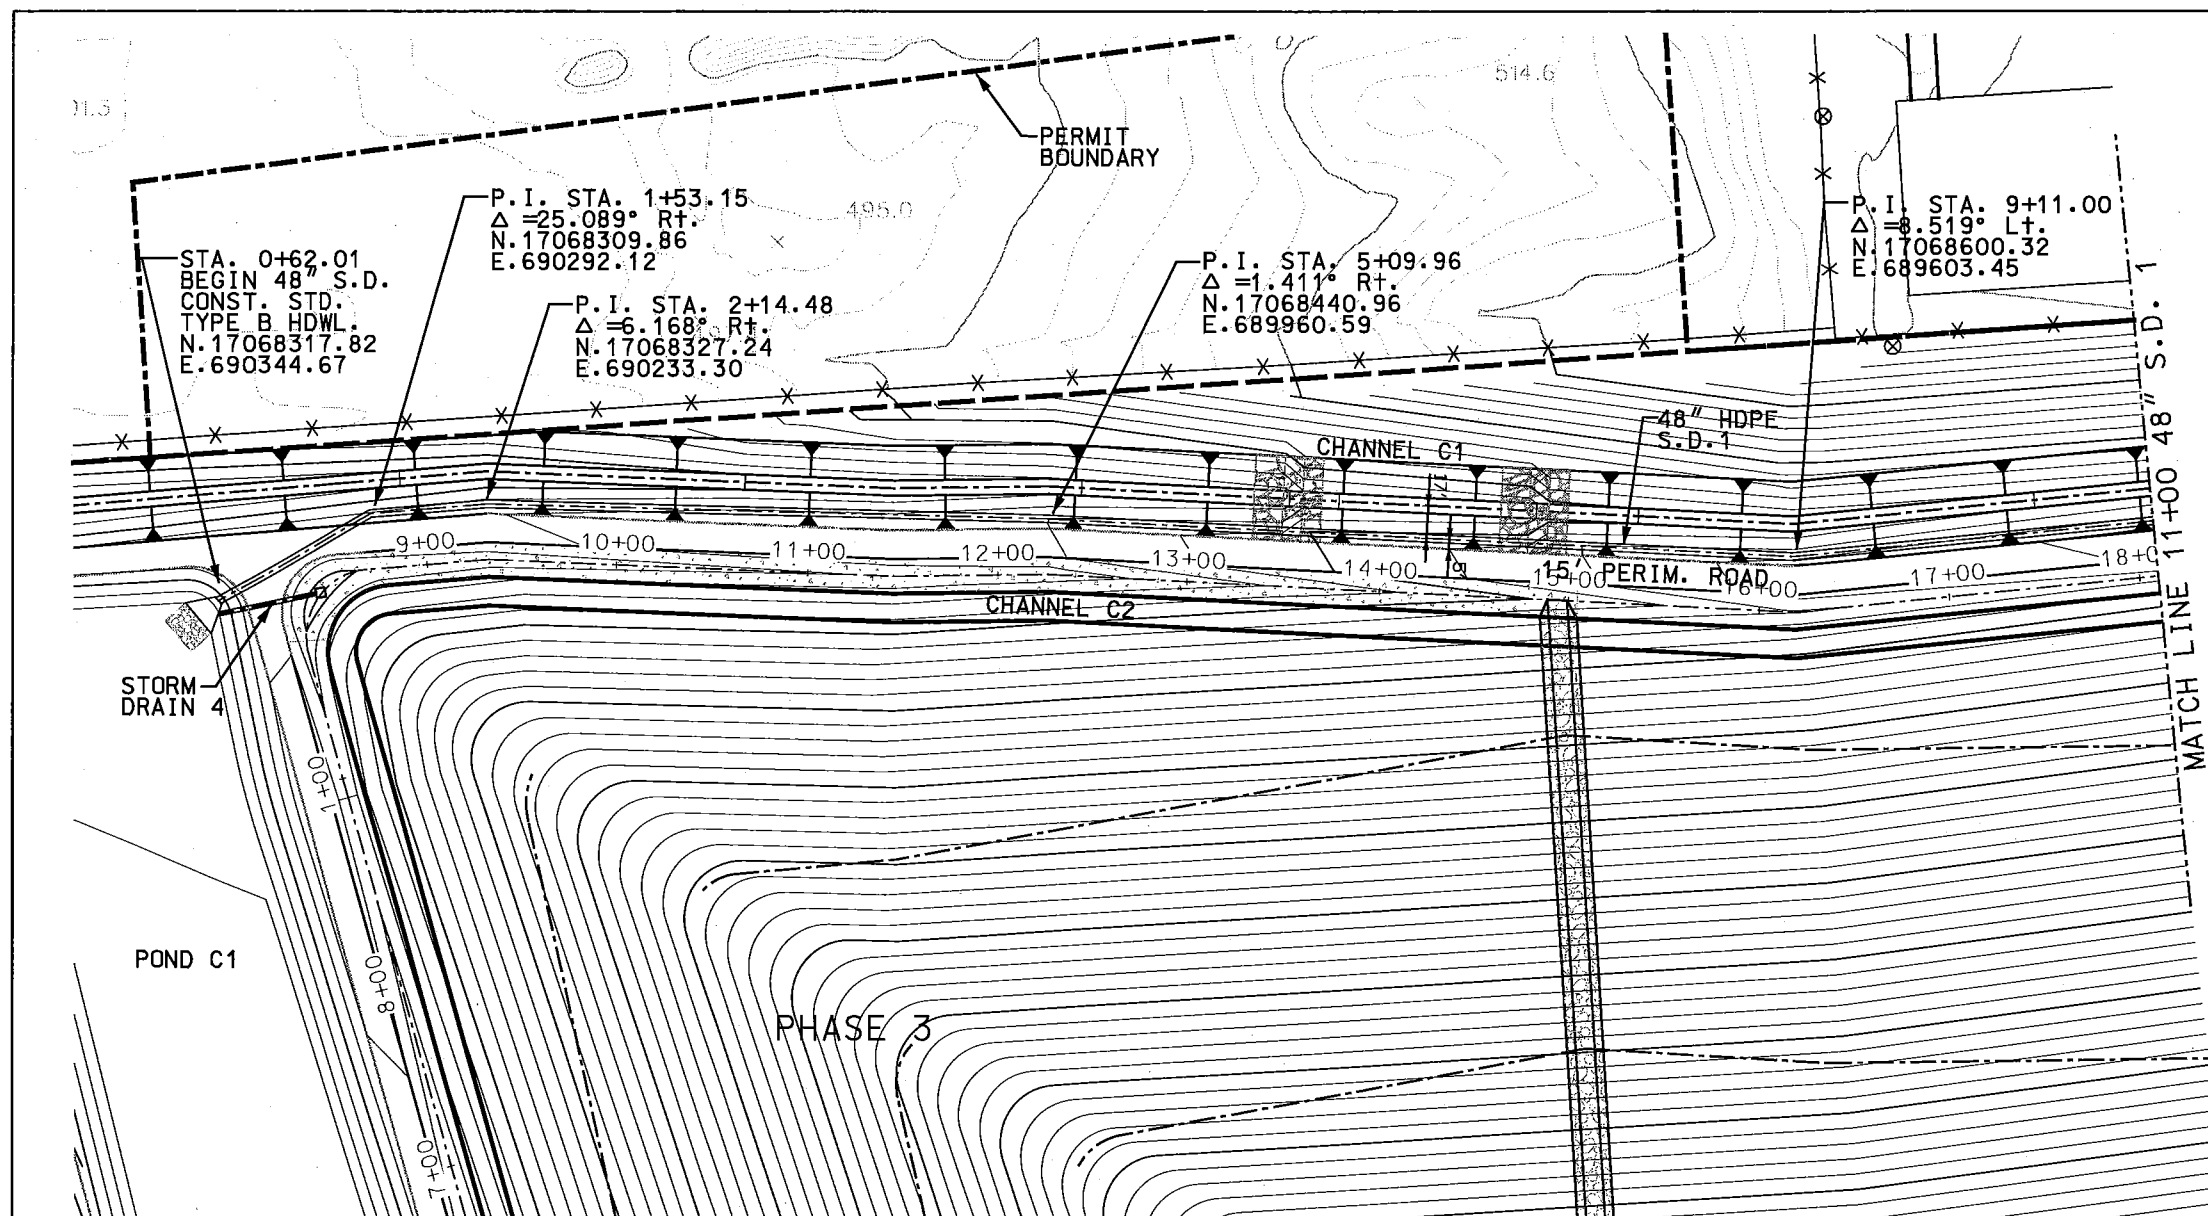 514.6
PERMIT
BOUNDARY
P.I. STA. 1+53.15
Δ =25.089° Rt.
N.17068309.86
E.690292.12
495.0
P.I. STA. 9+11.00
Δ =8.519° Lt.
N.17068600.32
E.689603.45
STA. 0+62.01
BEGIN 48" S.D.
CONST. STD.
TYPE B HDWL.
N.17068317.82
E.690344.67
P.I. STA. 2+14.48
Δ =6.168° Rt.
N.17068327.24
E.690233.30
P.I. STA. 5+09.96
Δ =1.411° Rt.
N.17068440.96
E.689960.59
48" HDPE
S.D.1
CHANNEL C1
9+00
10+00
11+00
12+00
13+00
14+00
15+00
16+00
17+00
18+0
15' PERIM. ROAD
CHANNEL C2
STORM
DRAIN 4
1+00
8+00
7+00
POND C1
PHASE 3
MATCH LINE 11+00 48" S.D. 1